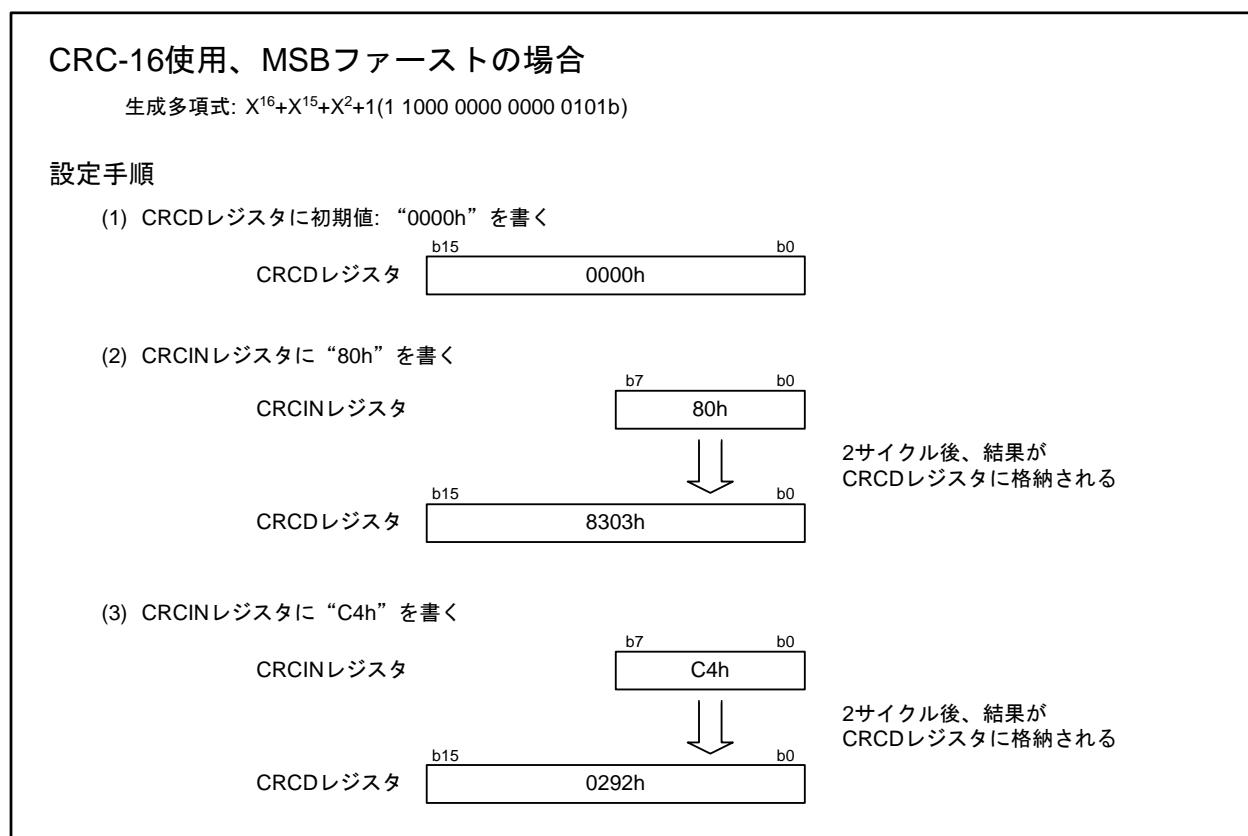 CRC-16使用、MSBファーストの場合
生成多項式: X16+X15+X2+1(1 1000 0000 0000 0101b)
設定手順
(1) CRCDレジスタに初期値: “0000h”を書く
b15 b0
CRCDレジスタ 0000h
(2) CRCINレジスタに“80h”を書く
b7 b0
CRCINレジスタ 80h
2サイクル後、結果が
CRCDレジスタに格納される
b15 b0
CRCDレジスタ 8303h
(3) CRCINレジスタに“C4h”を書く
b7 b0
CRCINレジスタ C4h
2サイクル後、結果が
CRCDレジスタに格納される
b15 b0
CRCDレジスタ 0292h